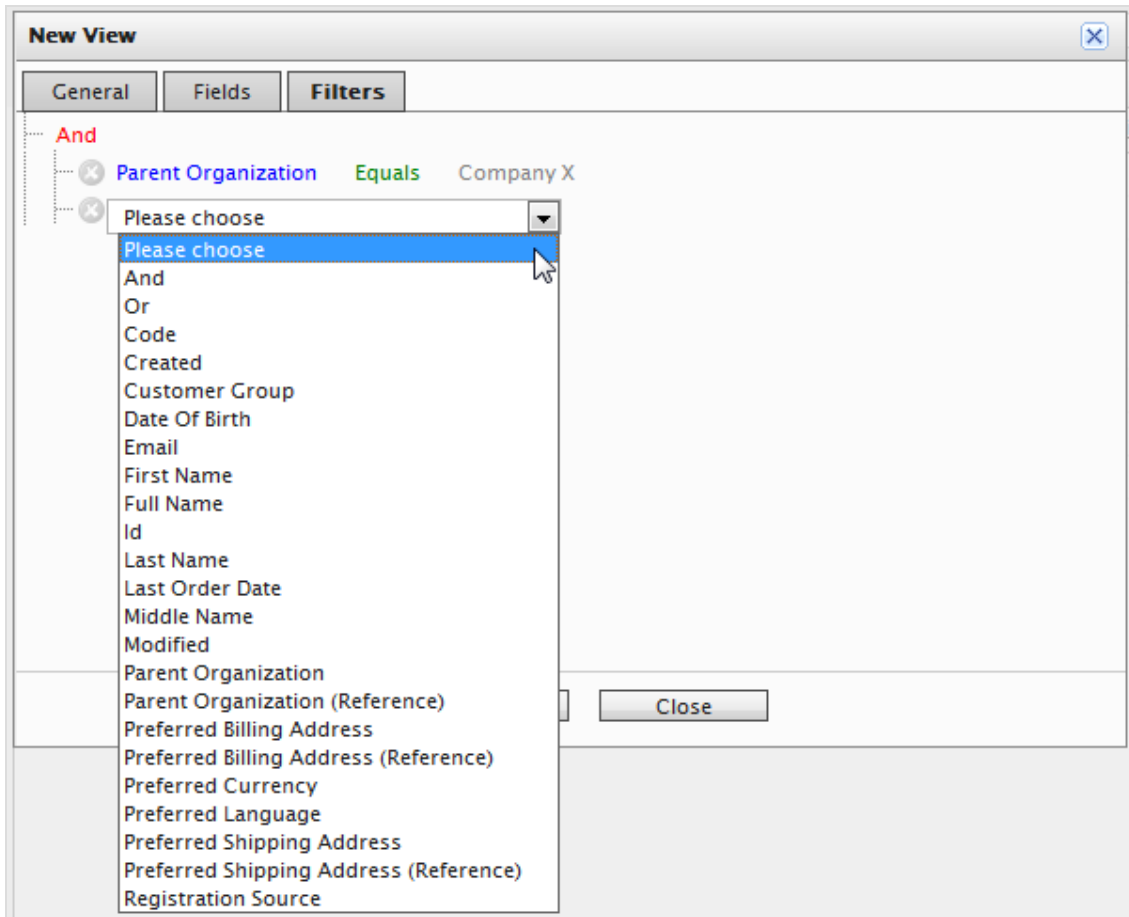 New View
General Fields Filters
And
Parent Organization Equals Company X
Please choose
Please choose
And
Or
Code
Created
Customer Group
Date Of Birth
Email
First Name
Full Name
Id
Last Name
Last Order Date
Middle Name
Modified
Parent Organization
Parent Organization (Reference)
Close
Preferred Billing Address
Preferred Billing Address (Reference)
Preferred Currency
Preferred Language
Preferred Shipping Address
Preferred Shipping Address (Reference)
Registration Source